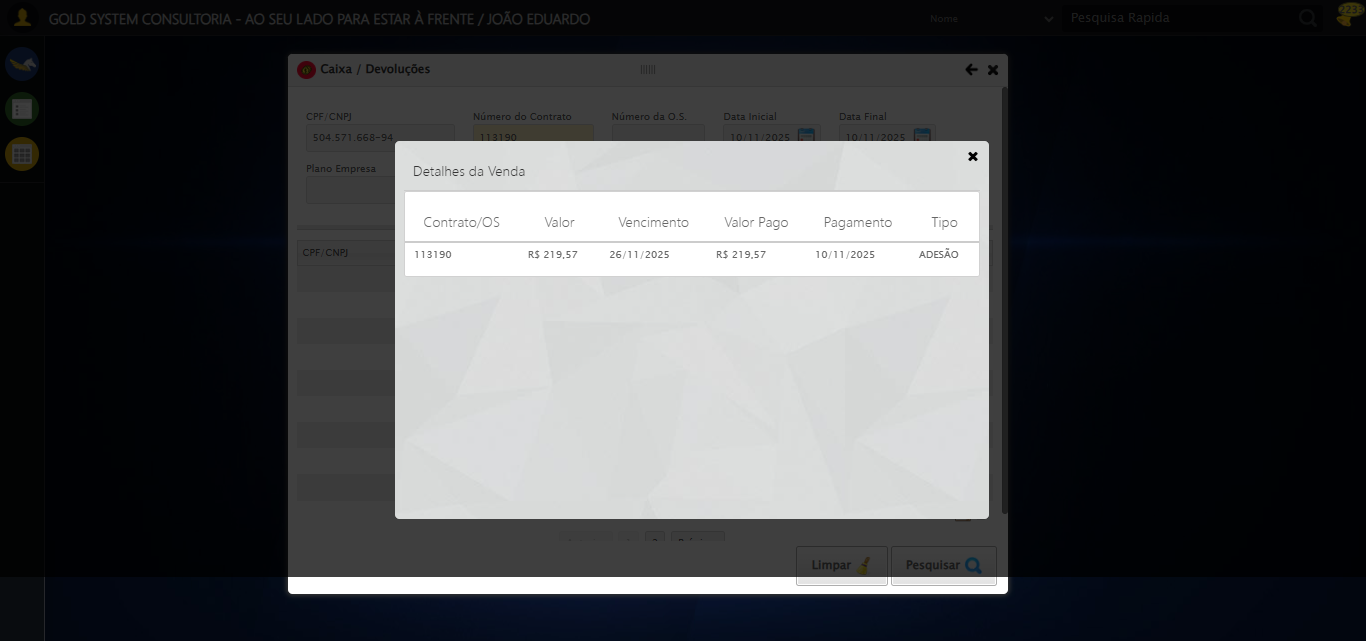 GOLD SYSTEM CONSULTORIA - AO SEU LADO PARA ESTAR À FRENTE / JOÃO EDUARDO
Nome
Pesquisa Rapida
223
Caixa / Devoluções
CPF/CNPJ
Número do Contrato
Número da O.S.
Data Inicial
Data Final
504.571.668-94
113190
10/11/2025
10/11/2025
Plano Empresa
Detalhes da Venda
Contrato/OS Valor Vencimento Valor Pago Pagamento Tipo
113190 R$ 219,57 26/11/2025 R$ 219,57 10/11/2025 ADESÃO
CPF/CNPJ
Limpar
Pesquisar